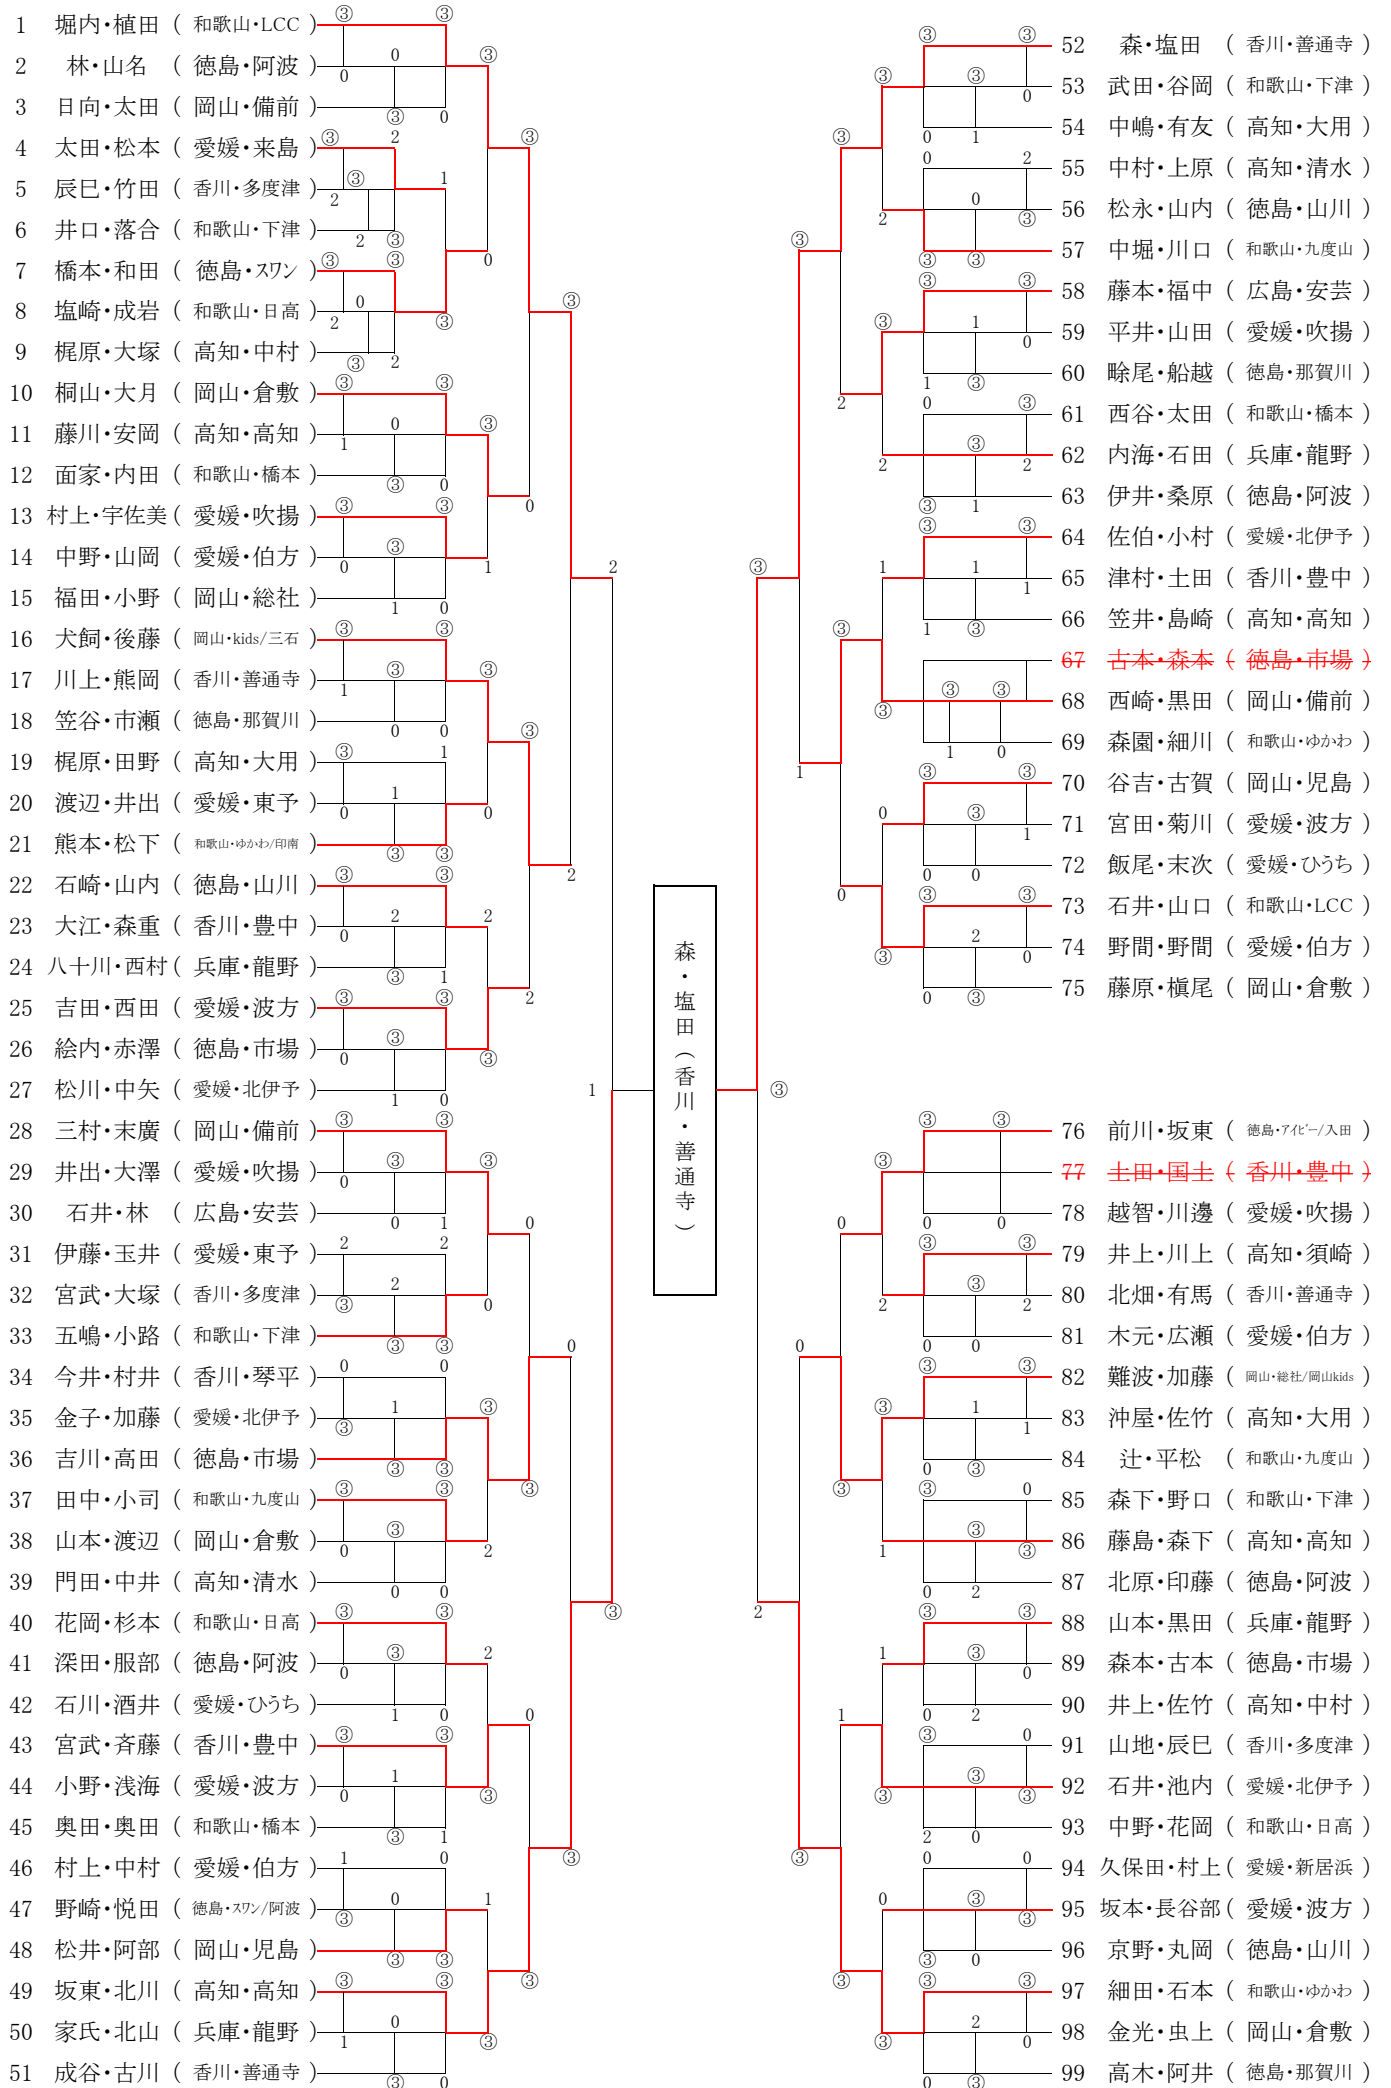 1 堀内・植田 ( 和歌山・LCC )
2 林・山名 ( 徳島・阿波 )
3 日向・太田 ( 岡山・備前 )
4 太田・松本 ( 愛媛・来島 )
5 辰巳・竹田 ( 香川・多度津 )
6 井口・落合 ( 和歌山・下津 )
7 橋本・和田 ( 徳島・スワン )
8 塩崎・成岩 ( 和歌山・日高 )
9 梶原・大塚 ( 高知・中村 )
10 桐山・大月 ( 岡山・倉敷 )
11 藤川・安岡 ( 高知・高知 )
12 面家・内田 ( 和歌山・橋本 )
13 村上・宇佐美 ( 愛媛・吹揚 )
14 中野・山岡 ( 愛媛・伯方 )
15 福田・小野 ( 岡山・総社 )
16 犬飼・後藤 ( 岡山・kids/三石 )
17 川上・熊岡 ( 香川・善通寺 )
18 笠谷・市瀬 ( 徳島・那賀川 )
19 梶原・田野 ( 高知・大用 )
20 渡辺・井出 ( 愛媛・東予 )
21 熊本・松下 ( 和歌山・ゆかわ/印南 )
22 石崎・山内 ( 徳島・山川 )
23 大江・森重 ( 香川・豊中 )
24 八十川・西村 ( 兵庫・龍野 )
25 吉田・西田 ( 愛媛・波方 )
26 絵内・赤澤 ( 徳島・市場 )
27 松川・中矢 ( 愛媛・北伊予 )
28 三村・末廣 ( 岡山・備前 )
29 井出・大澤 ( 愛媛・吹揚 )
30 石井・林 ( 広島・安芸 )
31 伊藤・玉井 ( 愛媛・東予 )
32 宮武・大塚 ( 香川・多度津 )
33 五嶋・小路 ( 和歌山・下津 )
34 今井・村井 ( 香川・琴平 )
35 金子・加藤 ( 愛媛・北伊予 )
36 吉川・高田 ( 徳島・市場 )
37 田中・小司 ( 和歌山・九度山 )
38 山本・渡辺 ( 岡山・倉敷 )
39 門田・中井 ( 高知・清水 )
40 花岡・杉本 ( 和歌山・日高 )
41 深田・服部 ( 徳島・阿波 )
42 石川・酒井 ( 愛媛・ひうち )
43 宮武・斉藤 ( 香川・豊中 )
44 小野・浅海 ( 愛媛・波方 )
45 奥田・奥田 ( 和歌山・橋本 )
46 村上・中村 ( 愛媛・伯方 )
47 野崎・悦田 ( 徳島・スワン/阿波 )
48 松井・阿部 ( 岡山・児島 )
49 坂東・北川 ( 高知・高知 )
50 家氏・北山 ( 兵庫・龍野 )
51 成谷・古川 ( 香川・善通寺 )
森・塩田(香川・善通寺)
52 森・塩田 ( 香川・善通寺 )
53 武田・谷岡 ( 和歌山・下津 )
54 中嶋・有友 ( 高知・大用 )
55 中村・上原 ( 高知・清水 )
56 松永・山内 ( 徳島・山川 )
57 中堀・川口 ( 和歌山・九度山 )
58 藤本・福中 ( 広島・安芸 )
59 平井・山田 ( 愛媛・吹揚 )
60 畭尾・船越 ( 徳島・那賀川 )
61 西谷・太田 ( 和歌山・橋本 )
62 内海・石田 ( 兵庫・龍野 )
63 伊井・桑原 ( 徳島・阿波 )
64 佐伯・小村 ( 愛媛・北伊予 )
65 津村・土田 ( 香川・豊中 )
66 笠井・島崎 ( 高知・高知 )
67 古本・森本 ( 徳島・市場 )
68 西崎・黒田 ( 岡山・備前 )
69 森園・細川 ( 和歌山・ゆかわ )
70 谷吉・古賀 ( 岡山・児島 )
71 宮田・菊川 ( 愛媛・波方 )
72 飯尾・末次 ( 愛媛・ひうち )
73 石井・山口 ( 和歌山・LCC )
74 野間・野間 ( 愛媛・伯方 )
75 藤原・槇尾 ( 岡山・倉敷 )
76 前川・坂東 ( 徳島・アイビー/入田 )
77 土田・国土 ( 香川・豊中 )
78 越智・川邊 ( 愛媛・吹揚 )
79 井上・川上 ( 高知・須崎 )
80 北畑・有馬 ( 香川・善通寺 )
81 木元・広瀬 ( 愛媛・伯方 )
82 難波・加藤 ( 岡山・総社/岡山kids )
83 沖屋・佐竹 ( 高知・大用 )
84 辻・平松 ( 和歌山・九度山 )
85 森下・野口 ( 和歌山・下津 )
86 藤島・森下 ( 高知・高知 )
87 北原・印藤 ( 徳島・阿波 )
88 山本・黒田 ( 兵庫・龍野 )
89 森本・古本 ( 徳島・市場 )
90 井上・佐竹 ( 高知・中村 )
91 山地・辰巳 ( 香川・多度津 )
92 石井・池内 ( 愛媛・北伊予 )
93 中野・花岡 ( 和歌山・日高 )
94 久保田・村上 ( 愛媛・新居浜 )
95 坂本・長谷部 ( 愛媛・波方 )
96 京野・丸岡 ( 徳島・山川 )
97 細田・石本 ( 和歌山・ゆかわ )
98 金光・虫上 ( 岡山・倉敷 )
99 高木・阿井 ( 徳島・那賀川 )